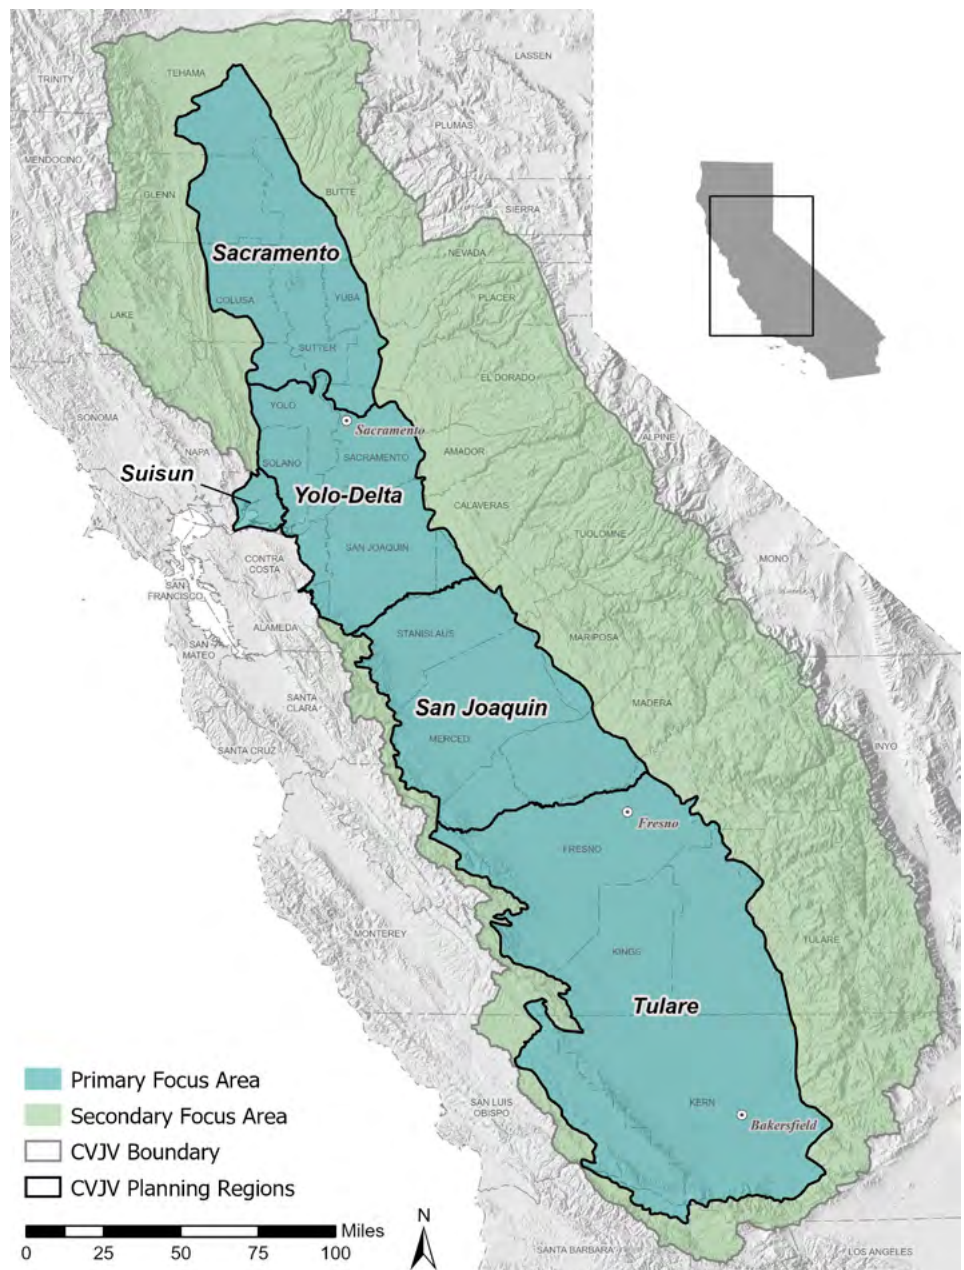 LASSEN
TRINITY
TEHAMA
PLUMAS
MENDOCINO
GLENN
BUTTE
SIERRA
Sacramento
NEVADA
COLUSA
YUBA
PLACER
LAKE
SUTTER
EL DORADO
YOLO
SONOMA
Sacramento
ALPINE
NAPA
AMADOR
SACRAMENTO
SOLANO
Suisun
Yolo-Delta
CALAVERAS
TUOLOMNE
SAN JOAQUIN
CONTRA
COSTA
MONO
SAN
FRANCISCO
ALAMEDA
STANISLAUS
MARIPOSA
SAN
MATEO
SANTA
CLARA
MADERA
San Joaquin
MERCED
SANTA CRUZ
INYO
Fresno
FRESNO
MONTEREY
TULARE
KINGS
Tulare
Primary Focus Area
Secondary Focus Area
CVJV Boundary
CVJV Planning Regions
SAN LUIS
OBISPO
KERN
Bakersfield
Miles
0 25 50 75 100
N
SANTA BARBARA
LOS ANGELES